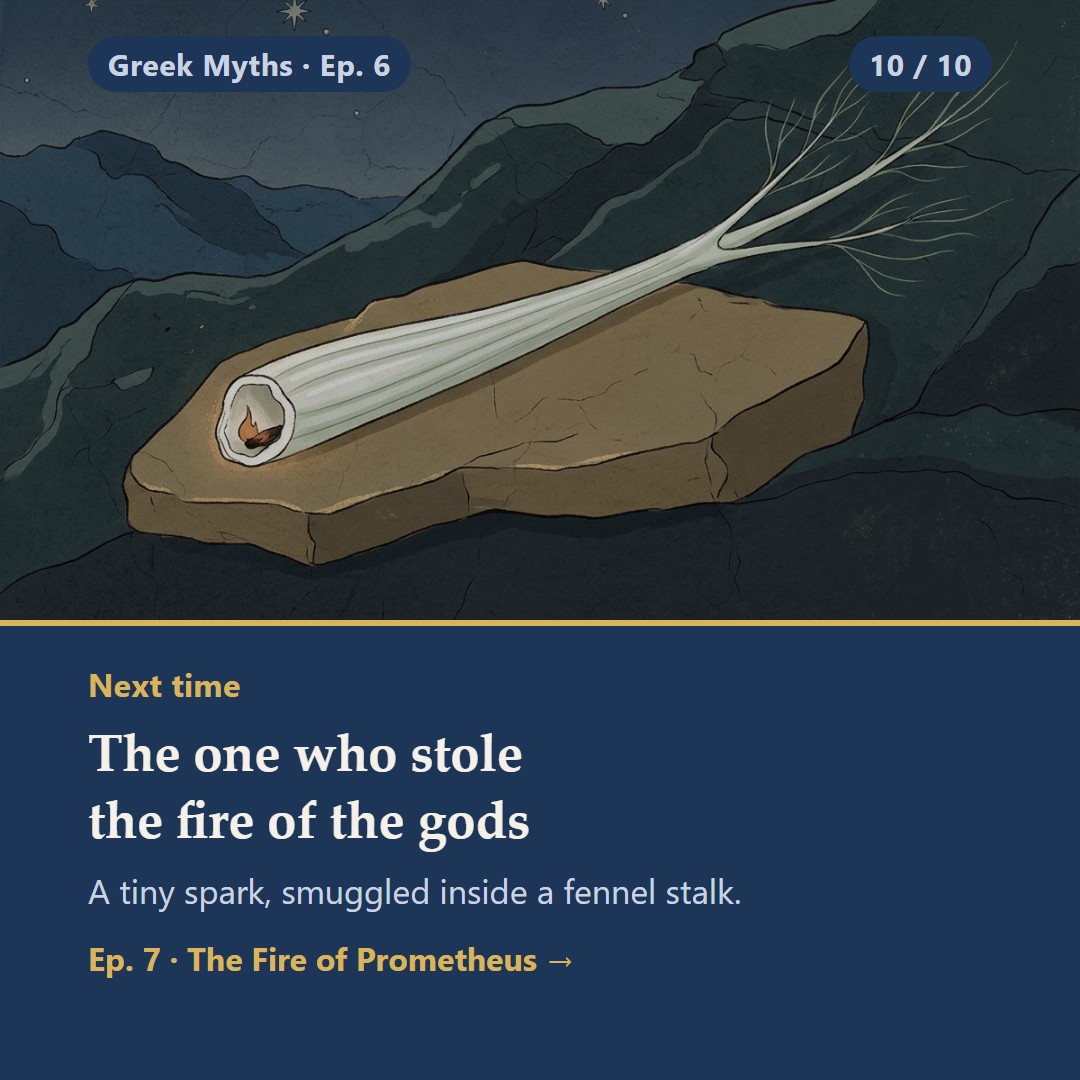 Greek Myths · Ep. 6
10 / 10
Next time
The one who stole
the fire of the gods
A tiny spark, smuggled inside a fennel stalk.
Ep. 7 · The Fire of Prometheus →